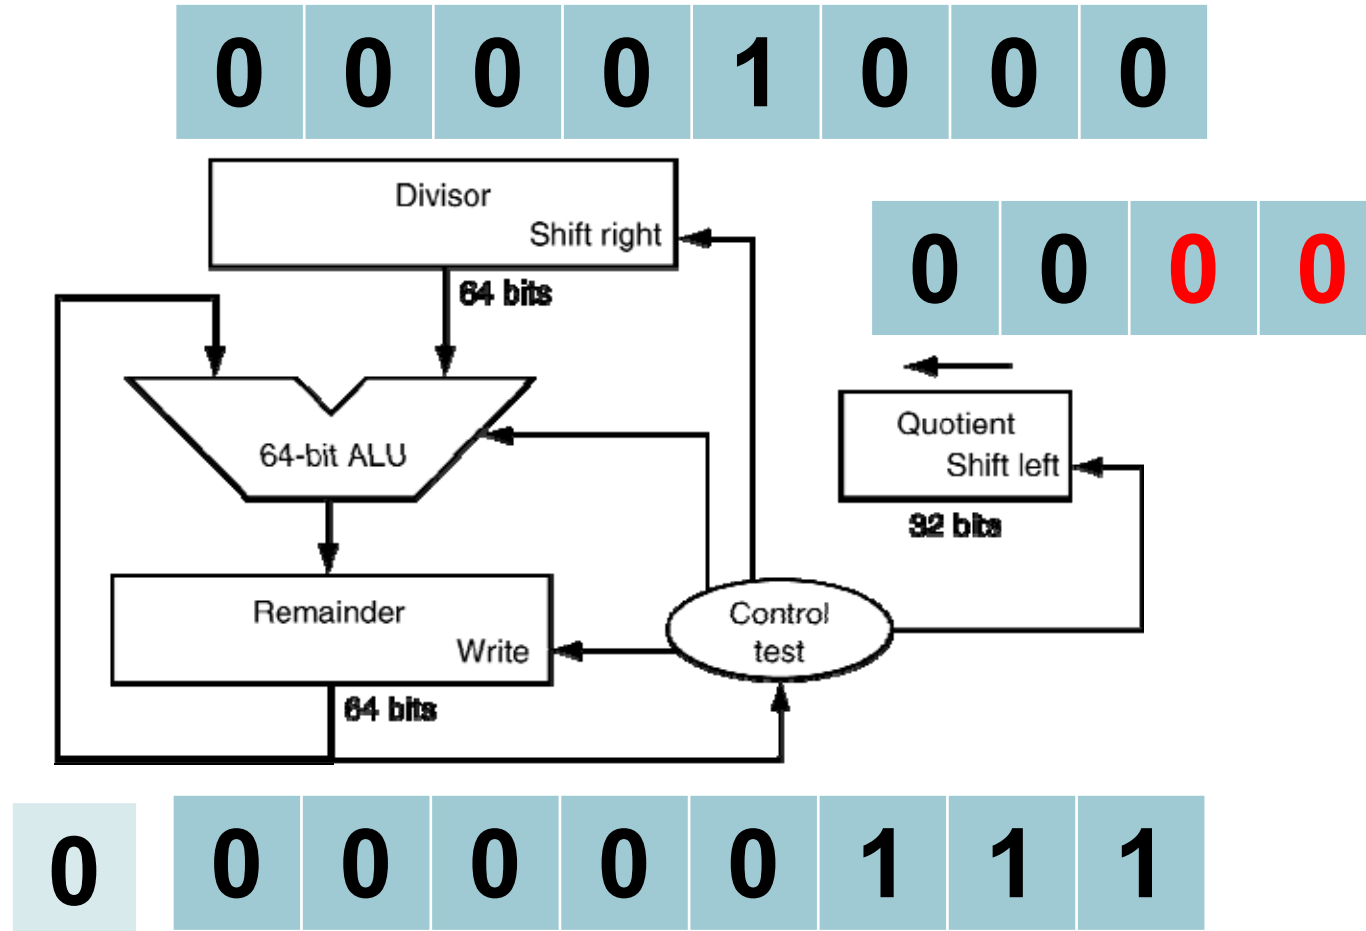 0 0 0 0 1 0 0 0
Divisor
Shift right
64 bits
0 0 0 0
64-bit ALU
Quotient
Shift left
32 bits
Remainder
Write
Control
test
64 bits
0 0 0 0 0 0 1 1 1